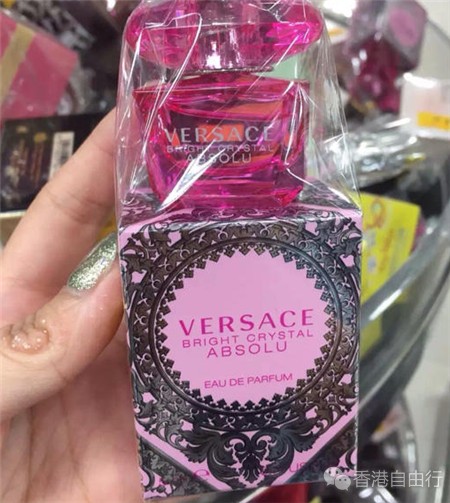 VERSACE
BRIGHT CRYSTAL
ABSOLU
VERSACE
BRIGHT CRYSTAL
ABSOLU
EAU DE PARFUM
香港自由行